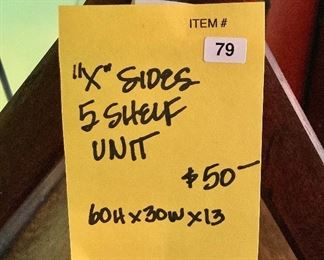 ITEM #
79
"X" SIDES
5 SHELF
UNIT
$50—
60H x 30W x 13